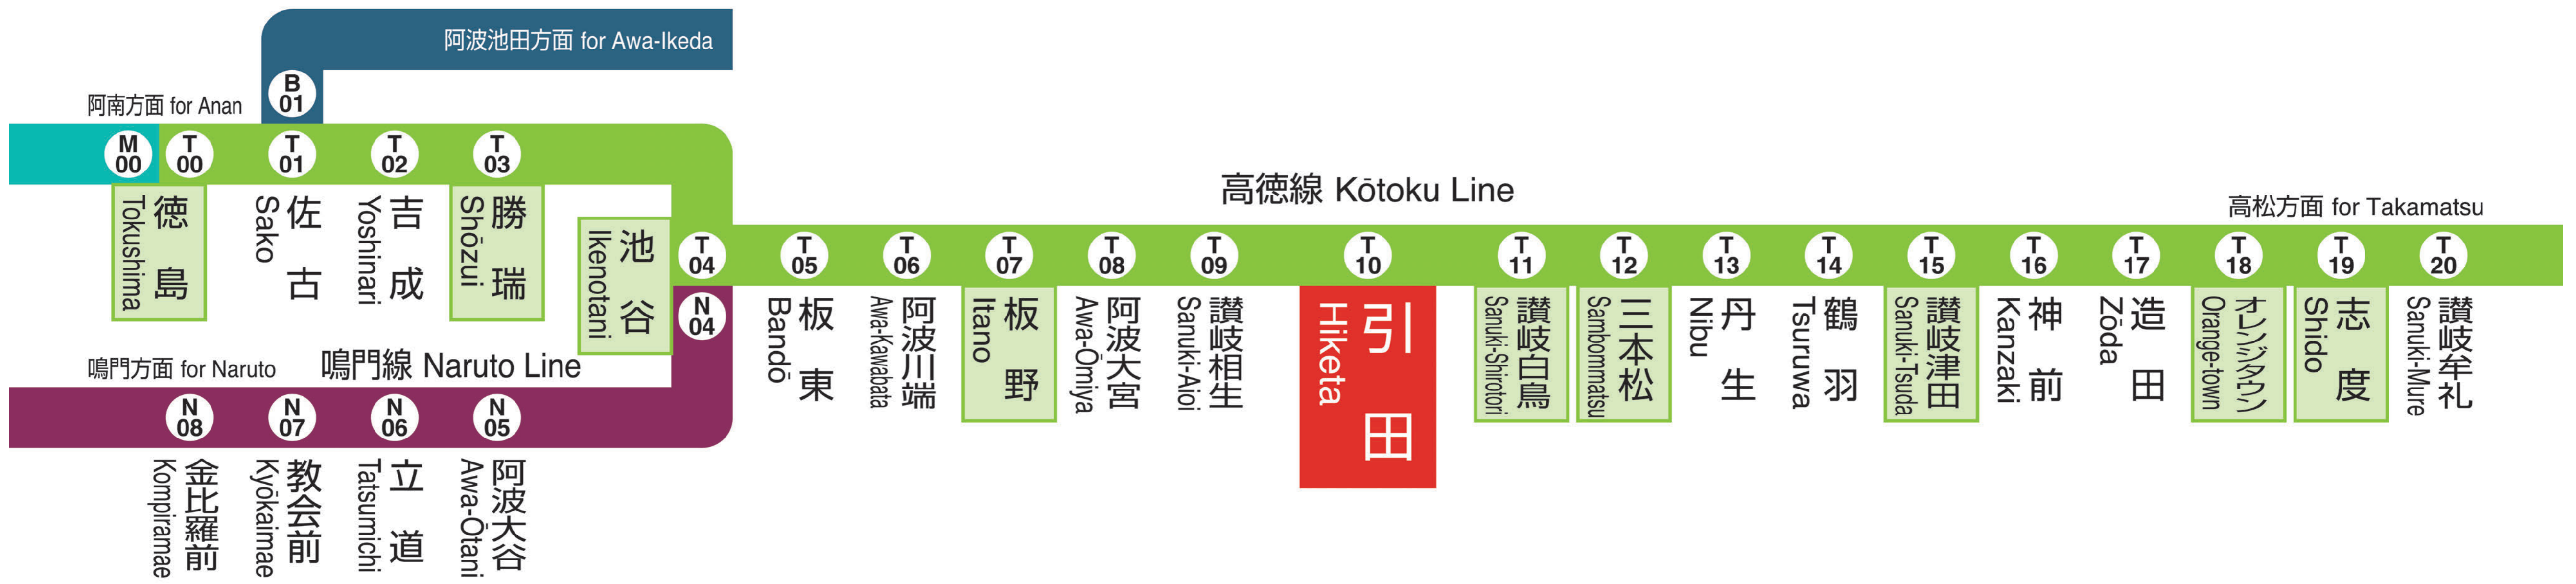 阿波池田方面 for Awa-Ikeda
B 01
阿南方面 for Anan
M 00
T 00
T 01
T 02
T 03
徳島 Tokushima
佐古 Sako
吉成 Yoshinari
勝瑞 Shōzui
池谷 Ikenotani
高徳線 Kōtoku Line
高松方面 for Takamatsu
T 04
T 05
T 06
T 07
T 08
T 09
T 10
T 11
T 12
T 13
T 14
T 15
T 16
T 17
T 18
T 19
T 20
N 04
板東 Bandō
阿波川端 Awa-Kawabata
板野 Itano
阿波大宮 Awa-Ōmiya
讃岐相生 Sanuki-Aioi
引田 Hiketa
讃岐白鳥 Sanuki-Shirotori
三本松 Sambommatsu
丹生 Nibu
鶴羽 Tsuruwa
讃岐津田 Sanuki-Tsuda
神前 Kanzaki
造田 Zōda
オレンジタウン Orange-town
志度 Shido
讃岐牟礼 Sanuki-Mure
鳴門方面 for Naruto
鳴門線 Naruto Line
N 08
N 07
N 06
N 05
金比羅前 Kompiramae
教会前 Kyōkaimae
立道 Tatsumichi
阿波大谷 Awa-Ōtani